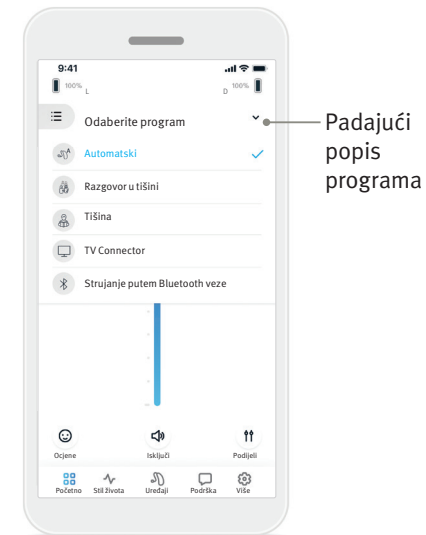 9:41
100% L D 100%
Odaberite program
Padajući
popis
programa
Automatski
Razgovor u tišini
Tišina
TV Connector
Strujanje putem Bluetooth veze
Ocjene Isključi Podijeli
Početno Stil života Uređaji Podrška Više